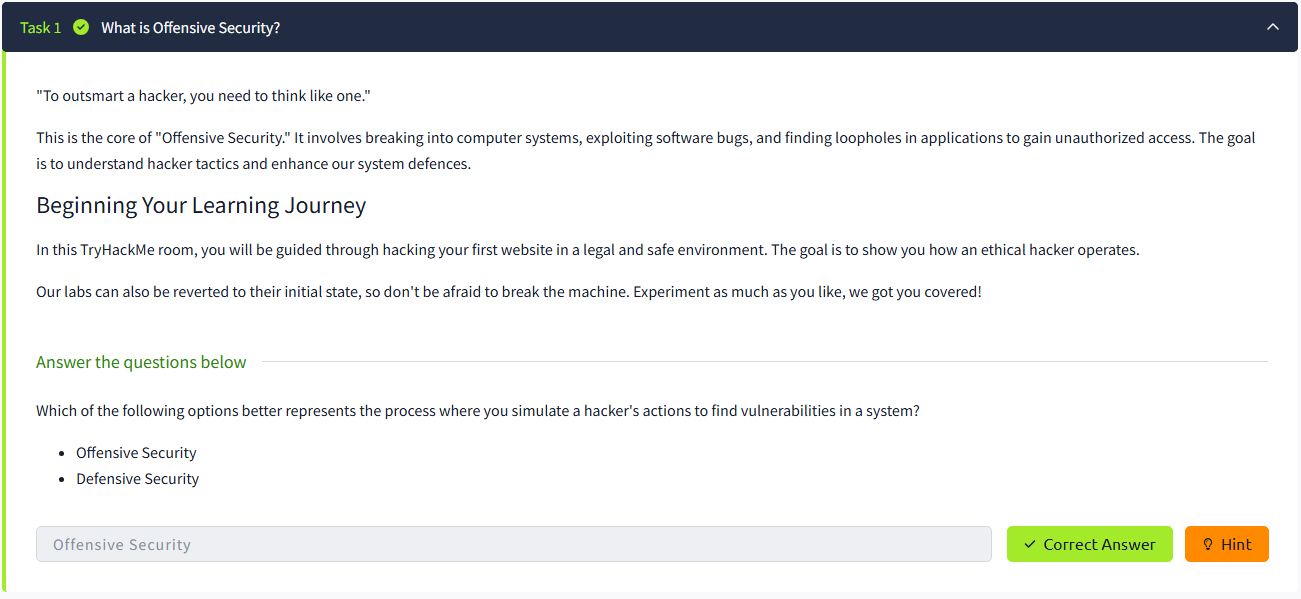 Task 1 What is Offensive Security?
"To outsmart a hacker, you need to think like one."
This is the core of "Offensive Security." It involves breaking into computer systems, exploiting software bugs, and finding loopholes in applications to gain unauthorized access. The goal
is to understand hacker tactics and enhance our system defences.
Beginning Your Learning Journey
In this TryHackMe room, you will be guided through hacking your first website in a legal and safe environment. The goal is to show you how an ethical hacker operates.
Our labs can also be reverted to their initial state, so don't be afraid to break the machine. Experiment as much as you like, we got you covered!
Answer the questions below
Which of the following options better represents the process where you simulate a hacker's actions to find vulnerabilities in a system?
• Offensive Security
• Defensive Security
Offensive Security Correct Answer Hint